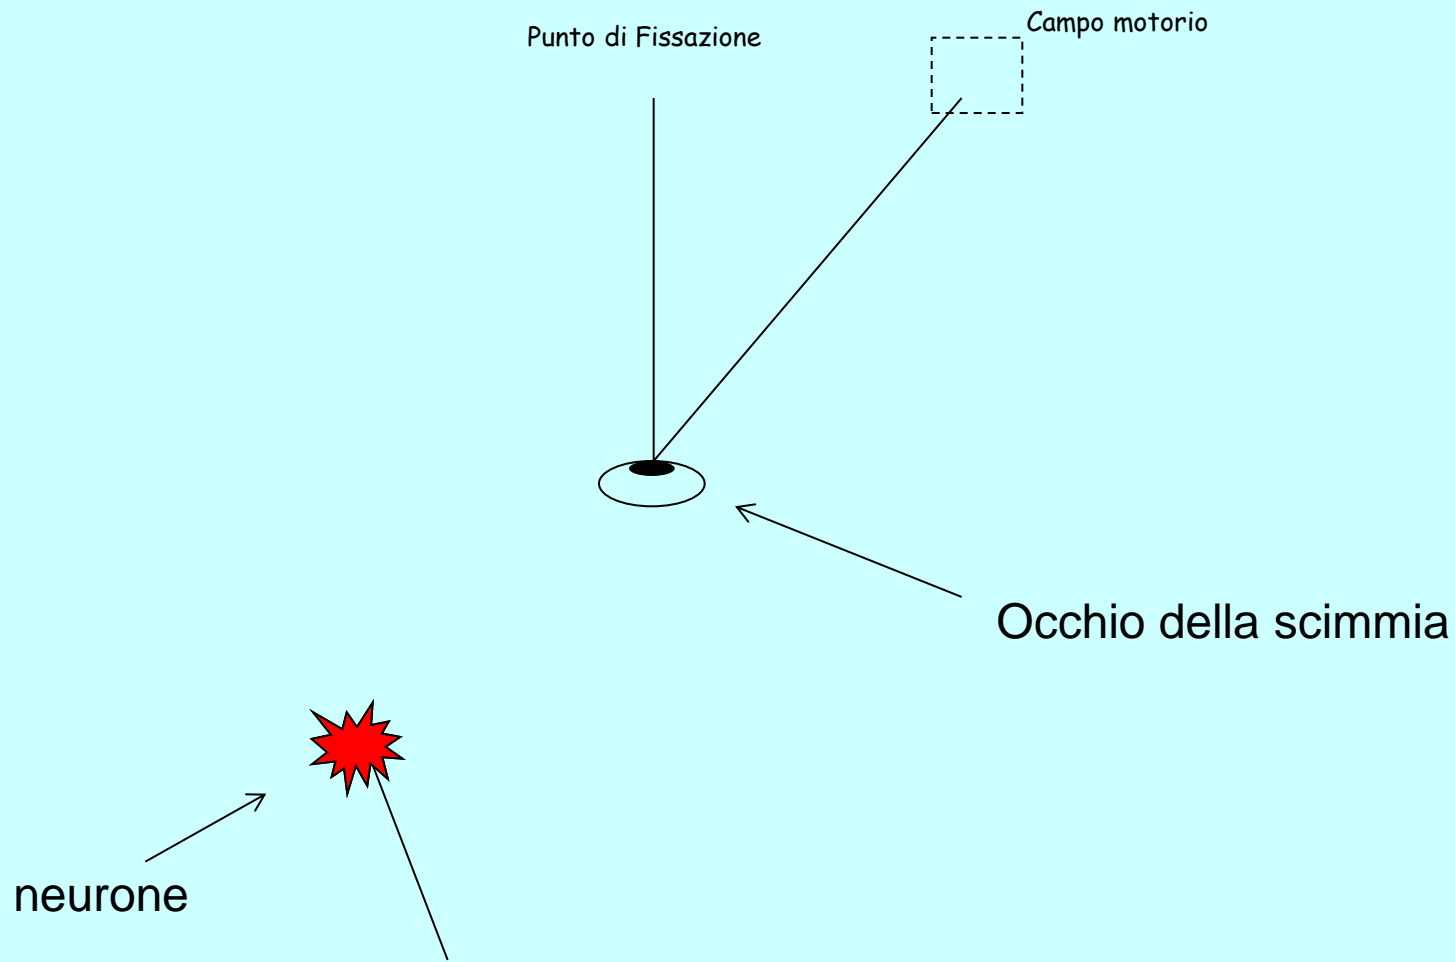 Punto di Fissazione
Campo motorio
Occhio della scimmia
neurone